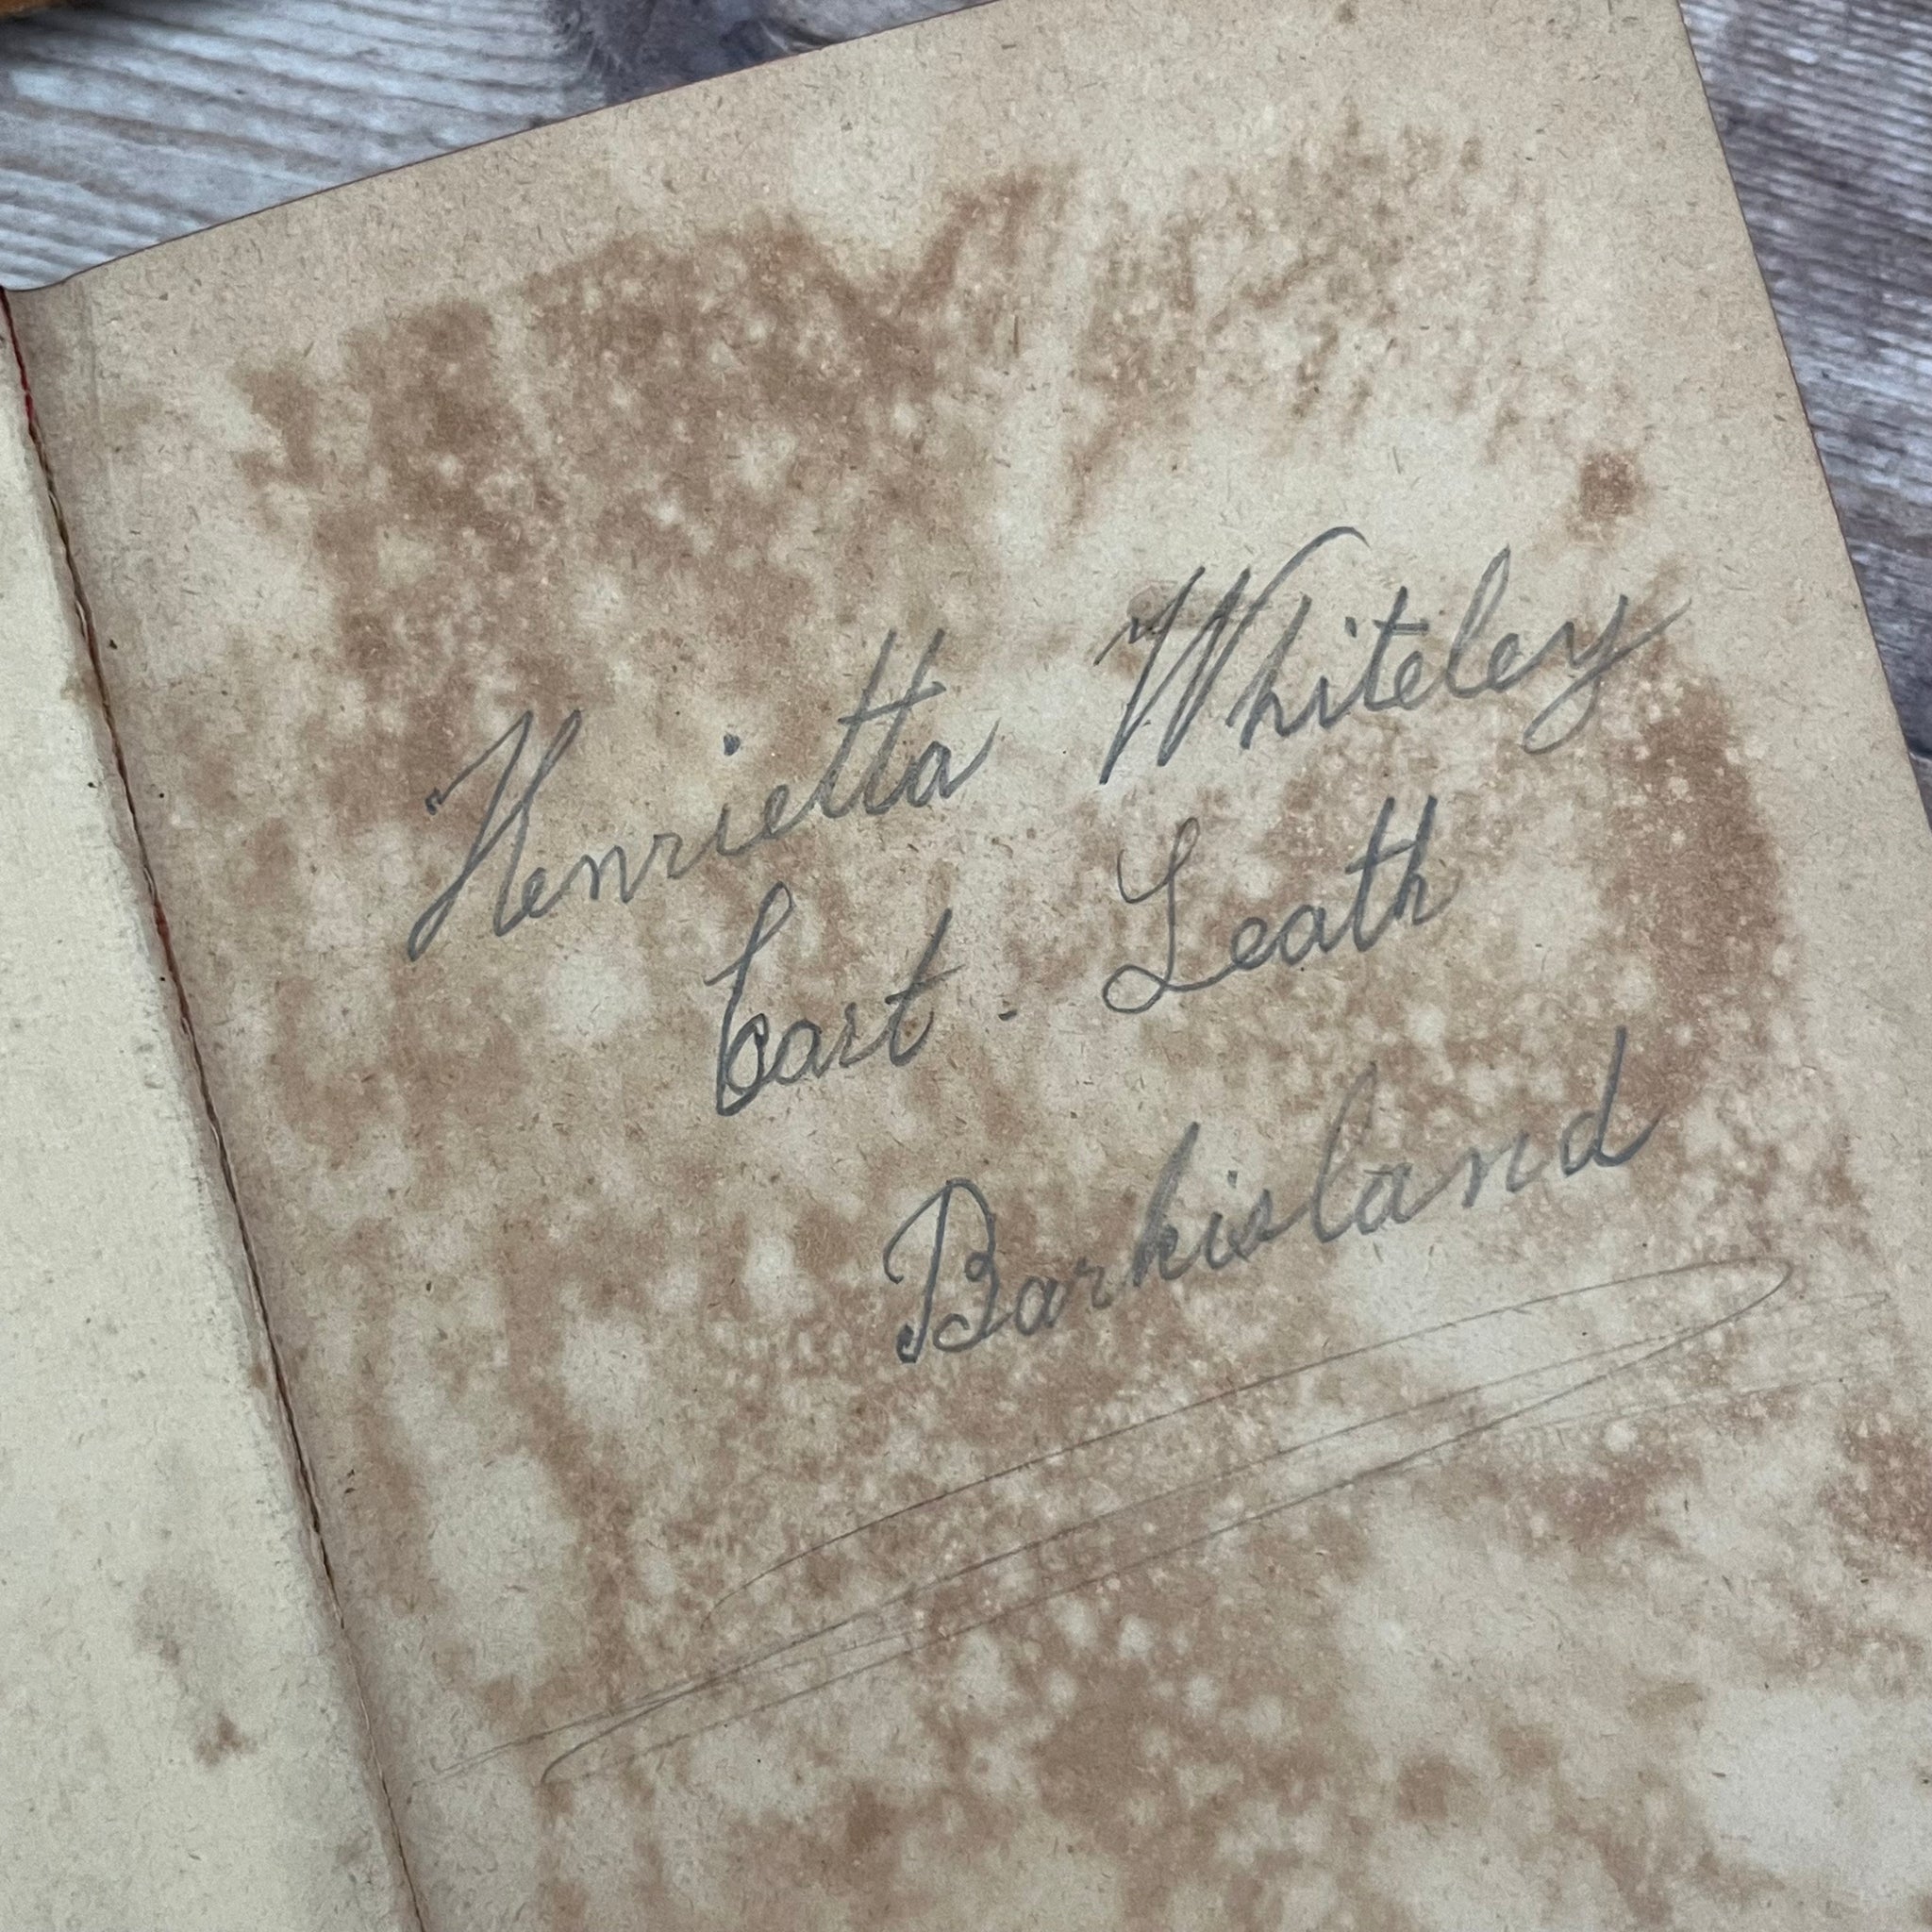 Henrietta Whiteley
Cart. Leath
Barkisland